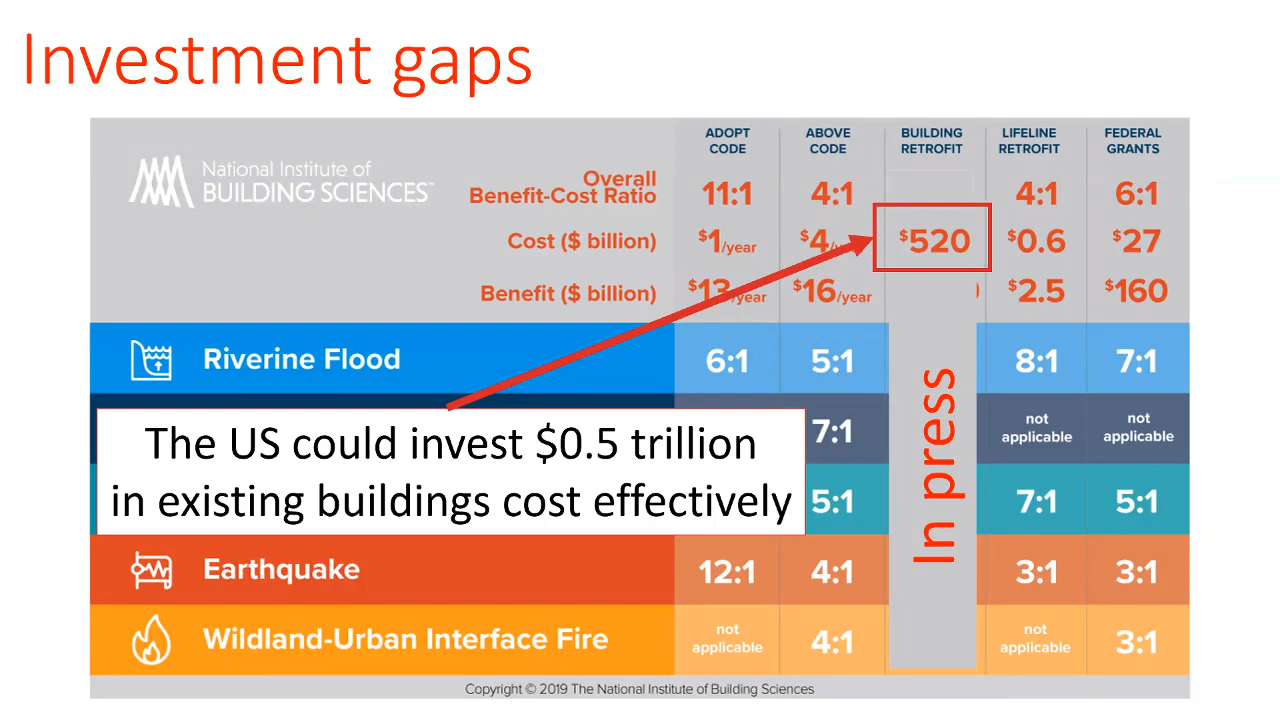 Investment gaps
National Institute of
BUILDING SCIENCES™
ADOPT CODE
ABOVE CODE
BUILDING RETROFIT
LIFELINE RETROFIT
FEDERAL GRANTS
Overall Benefit-Cost Ratio 11:1 4:1 4:1 6:1
Cost ($ billion) $1/year $4/year $520 $0.6 $27
Benefit ($ billion) $13/year $16/year $2.5 $160
Riverine Flood 6:1 5:1 8:1 7:1
7:1 not applicable not applicable
The US could invest $0.5 trillion
in existing buildings cost effectively
5:1 7:1 5:1
In press
Earthquake 12:1 4:1 3:1 3:1
Wildland-Urban Interface Fire not applicable 4:1 not applicable 3:1
Copyright © 2019 The National Institute of Building Sciences